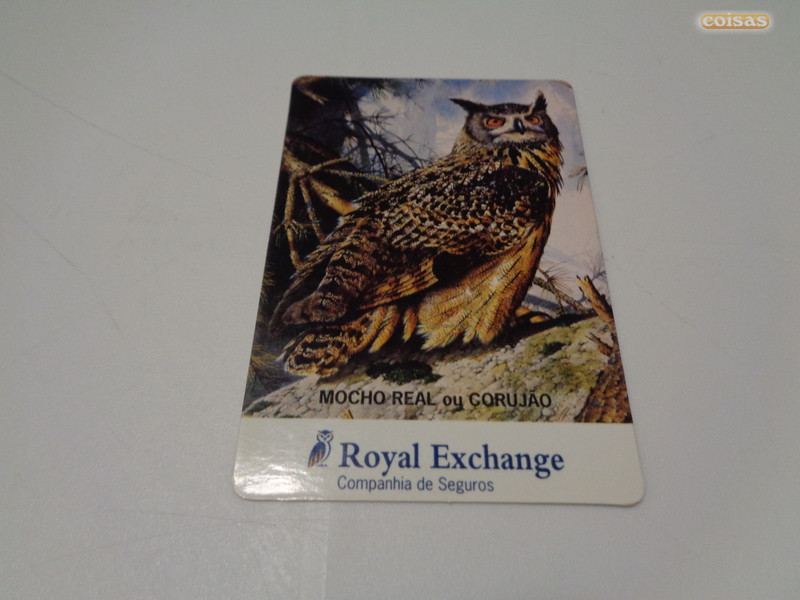 coisas
MOCHO REAL ou CORUJÃO
Royal Exchange
Companhia de Seguros